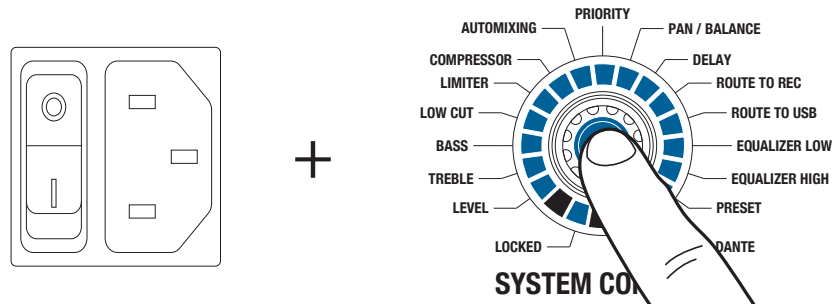 PRIORITY
AUTOMIXING
PAN / BALANCE
COMPRESSOR
DELAY
LIMITER
ROUTE TO REC
LOW CUT
ROUTE TO USB
BASS
EQUALIZER LOW
TREBLE
EQUALIZER HIGH
LEVEL
PRESET
LOCKED
DANTE
SYSTEM